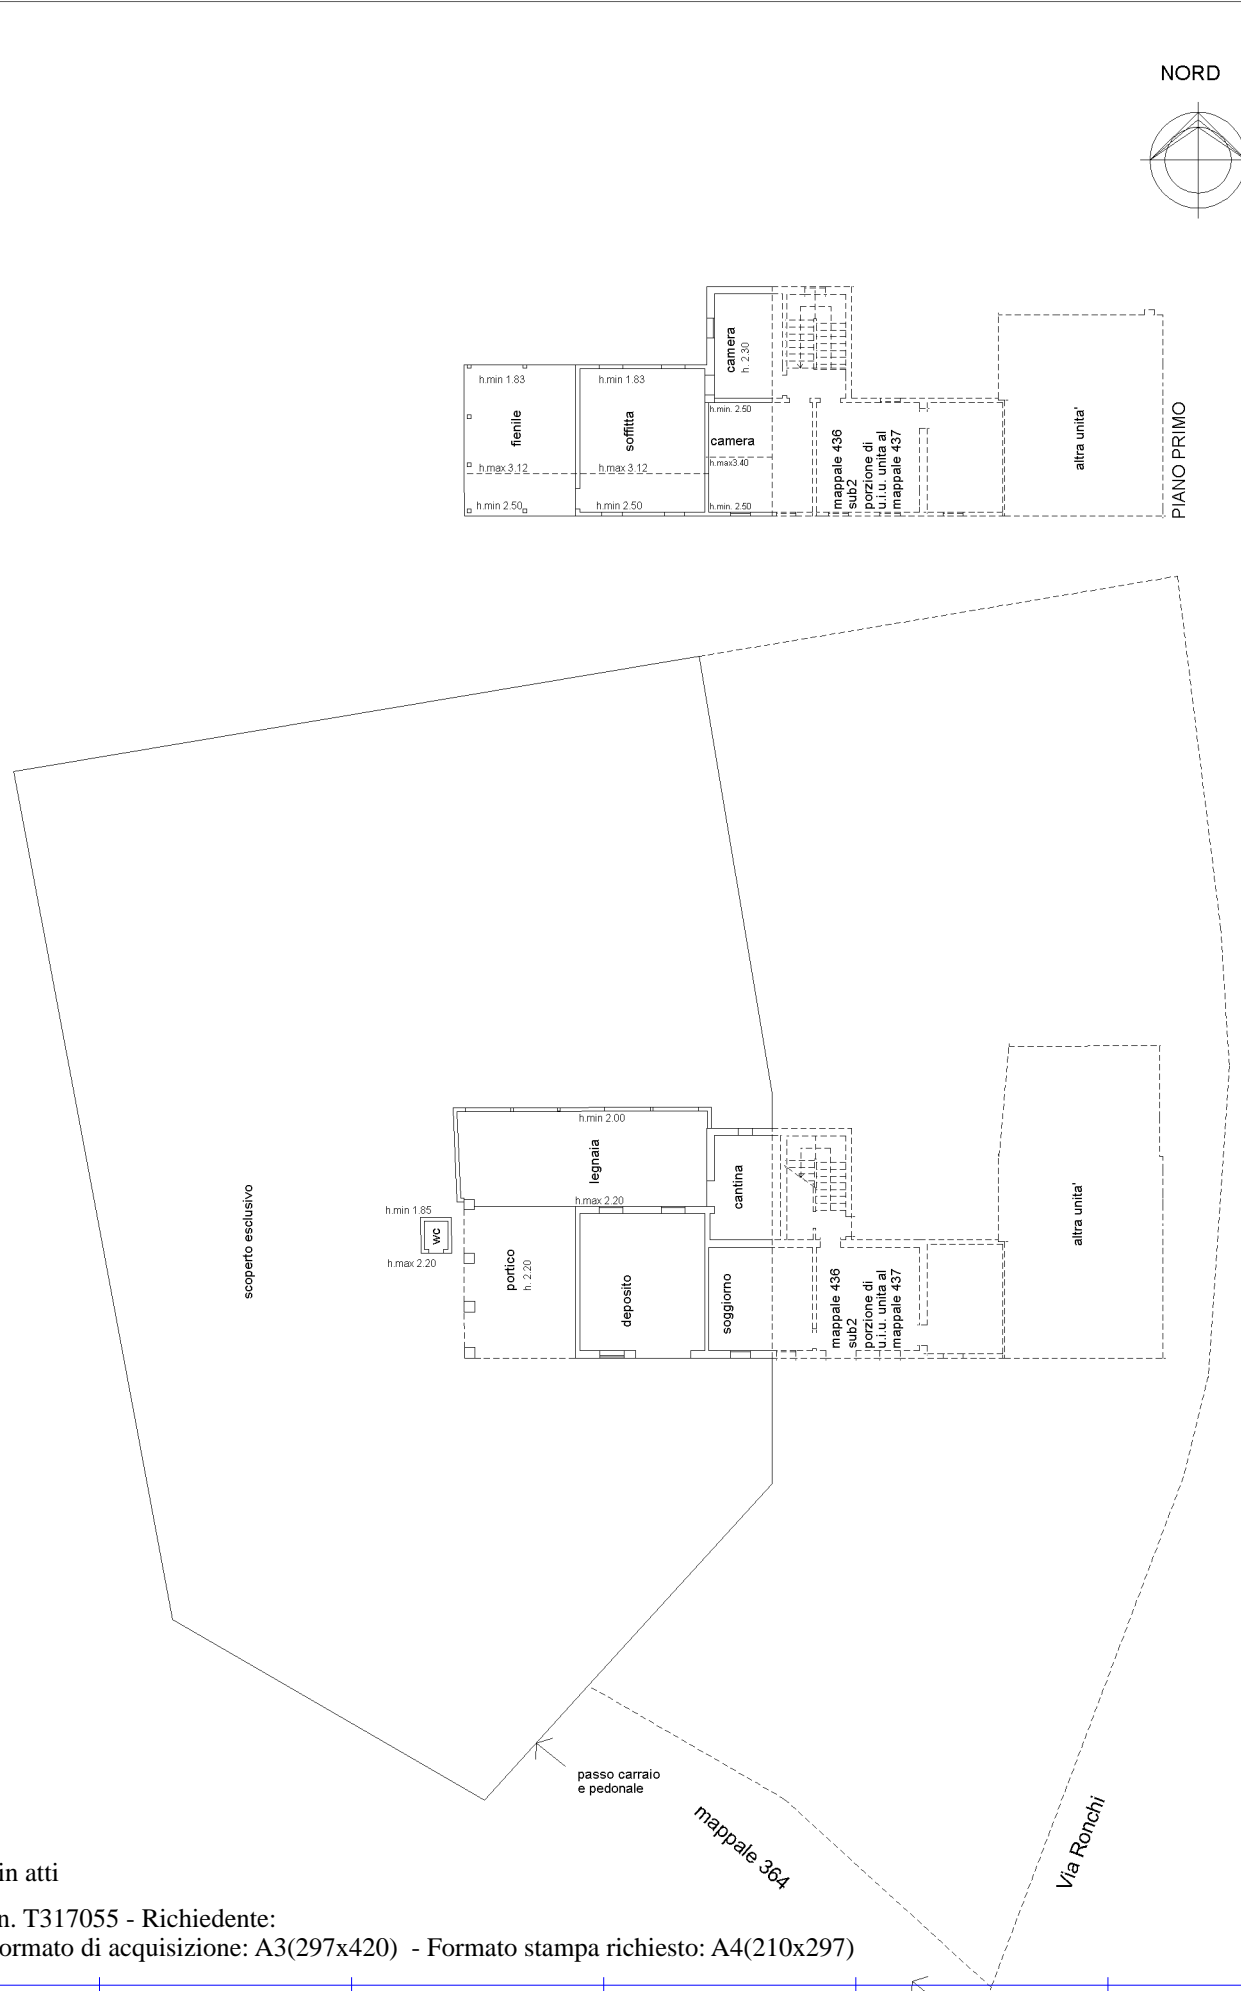 NORD
camera
h. 2.30
h.min 1.83
h.min 1.83
fienile
soffitta
h.min. 2.50
camera
h.max3.40
h.min. 2.50
h.max 3.12
h.max 3.12
h.min 2.50
h.min 2.50
mappale 436
sub2
porzione di
u.i.u. unita al
mappale 437
altra unita'
PIANO PRIMO
h.min 2.00
legnaia
h.max 2.20
cantina
scoperto esclusivo
h.min 1.85
wc
h.max 2.20
portico
h. 2.20
deposito
soggiorno
mappale 436
sub2
porzione di
u.i.u. unita al
mappale 437
altra unita'
passo carraio
e pedonale
mappale 364
Via Ronchi
in atti
n. T317055 - Richiedente:
ormato di acquisizione: A3(297x420) - Formato stampa richiesto: A4(210x297)